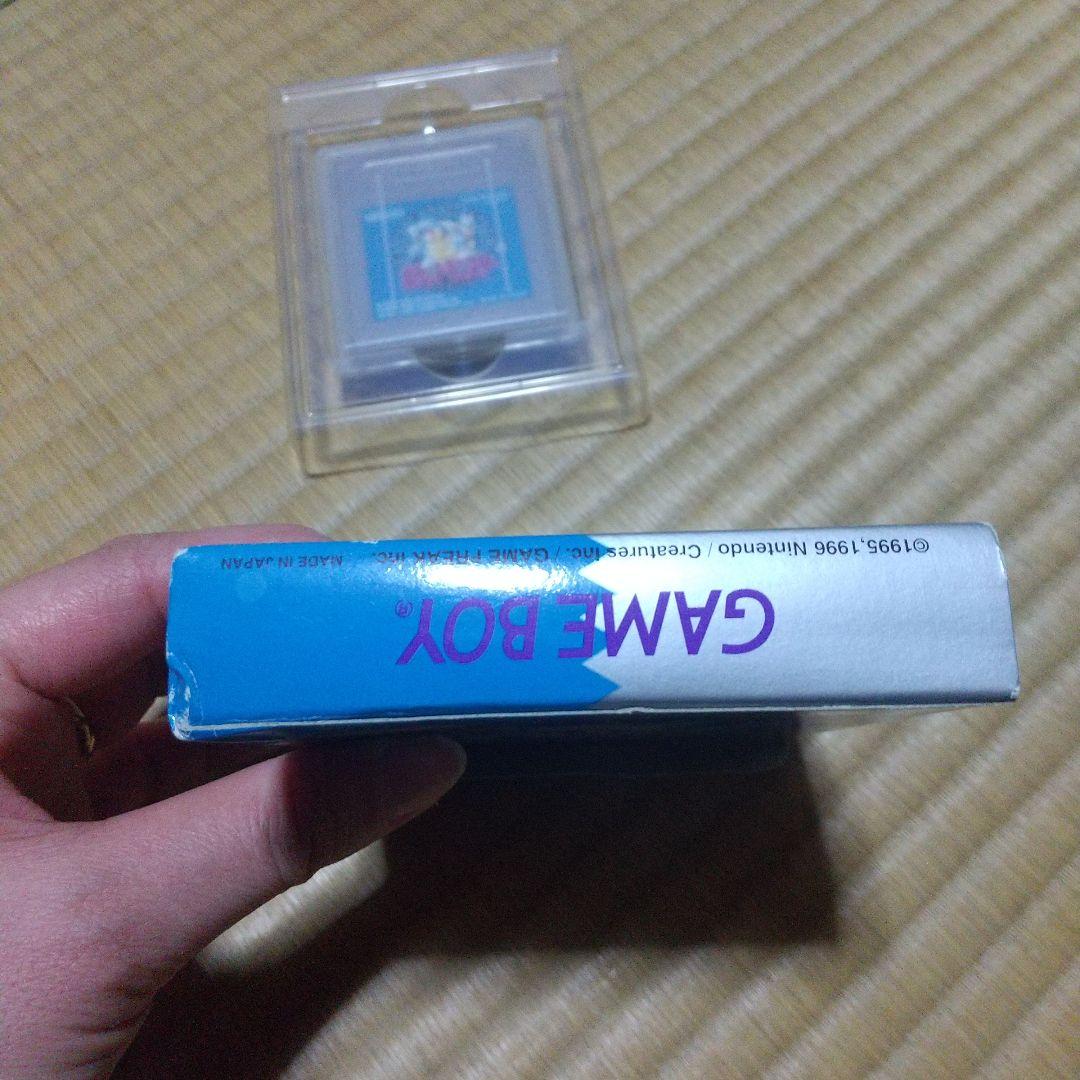 GAME BOY®
©1995,1996 Nintendo / Creatures inc. / GAME FREAK inc. MADE IN JAPAN